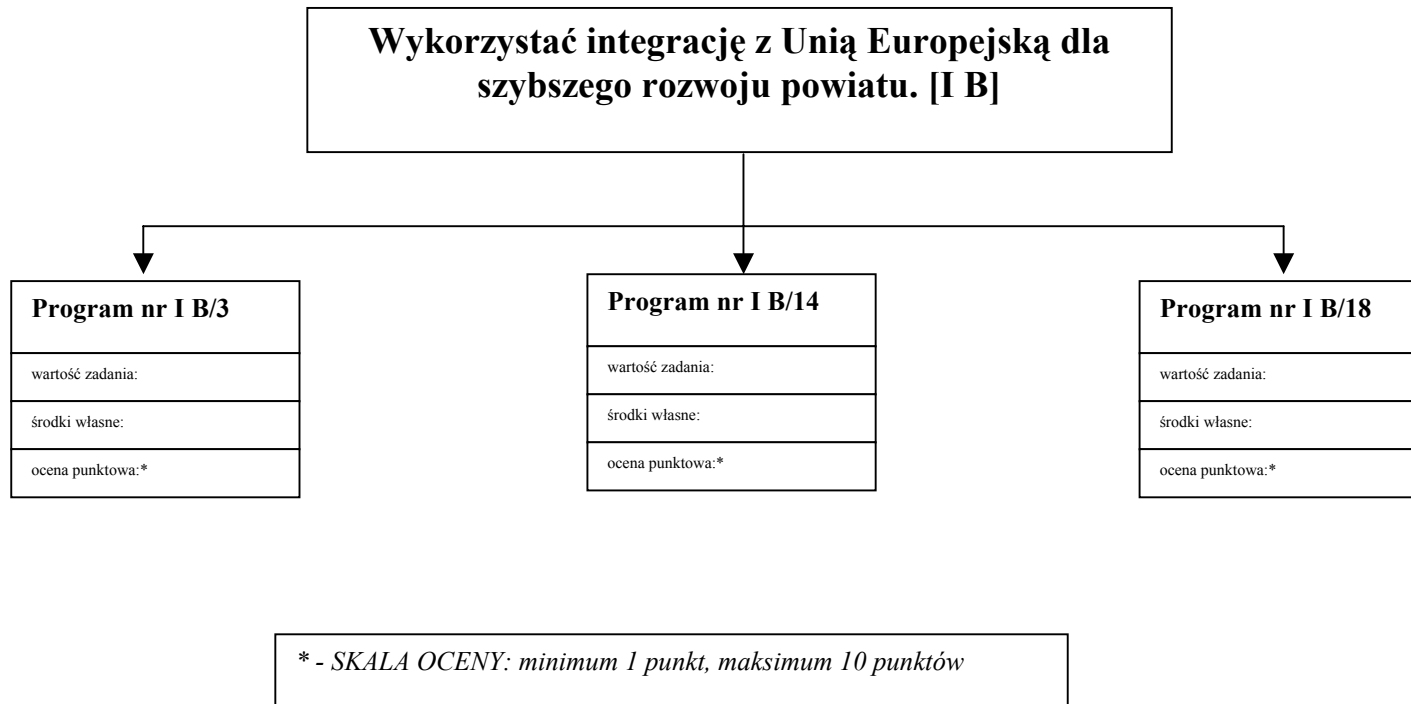 Wykorzystać integrację z Unią Europejską dla
szybszego rozwoju powiatu. [I B]
Program nr I B/3
wartość zadania:
środki własne:
ocena punktowa:*
Program nr I B/14
wartość zadania:
środki własne:
ocena punktowa:*
Program nr I B/18
wartość zadania:
środki własne:
ocena punktowa:*
* - SKALA OCENY: minimum 1 punkt, maksimum 10 punktów